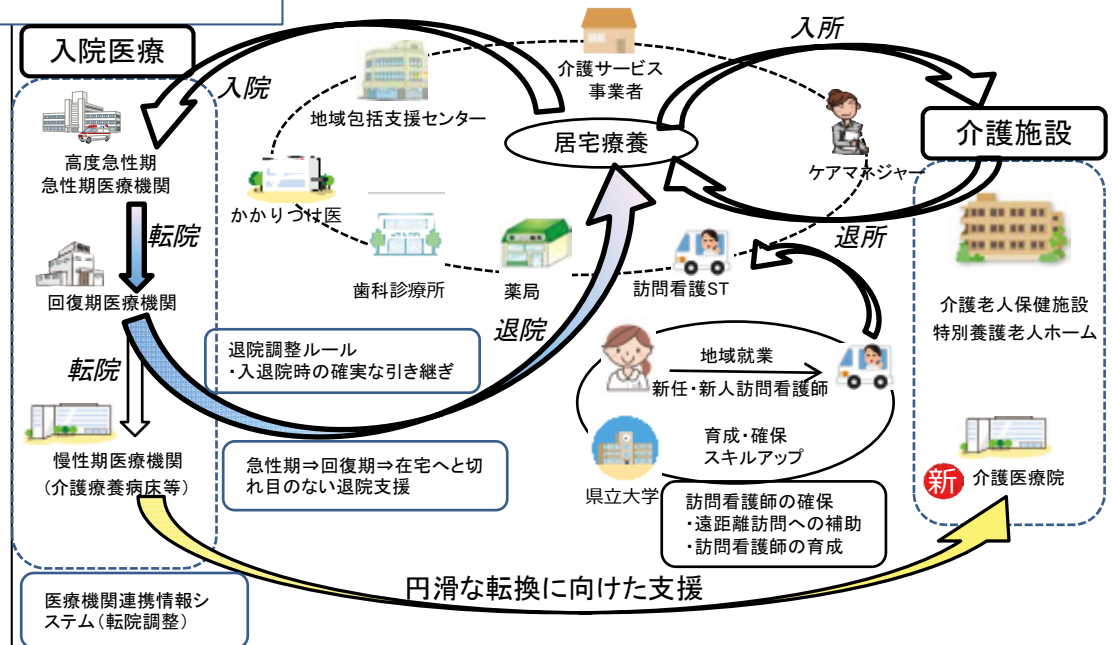 入院医療
高度急性期
急性期医療機関
転院
回復期医療機関
転院
慢性期医療機関
(介護療養病床等)
医療機関連携情報シ
ステム(転院調整)
入院
地域包括支援センター
介護サービス
事業者
居宅療養
ケアマネジャー
かかりつけ医
歯科診療所
薬局
訪問看護ST
退院
退院調整ルール
・入退院時の確実な引き継ぎ
急性期⇒回復期⇒在宅へと切
れ目のない退院支援
地域就業
新任・新人訪問看護師
育成・確保
スキルアップ
県立大学
訪問看護師の確保
・遠距離訪問への補助
・訪問看護師の育成
円滑な転換に向けた支援
入所
退所
介護施設
介護老人保健施設
特別養護老人ホーム
新
介護医療院